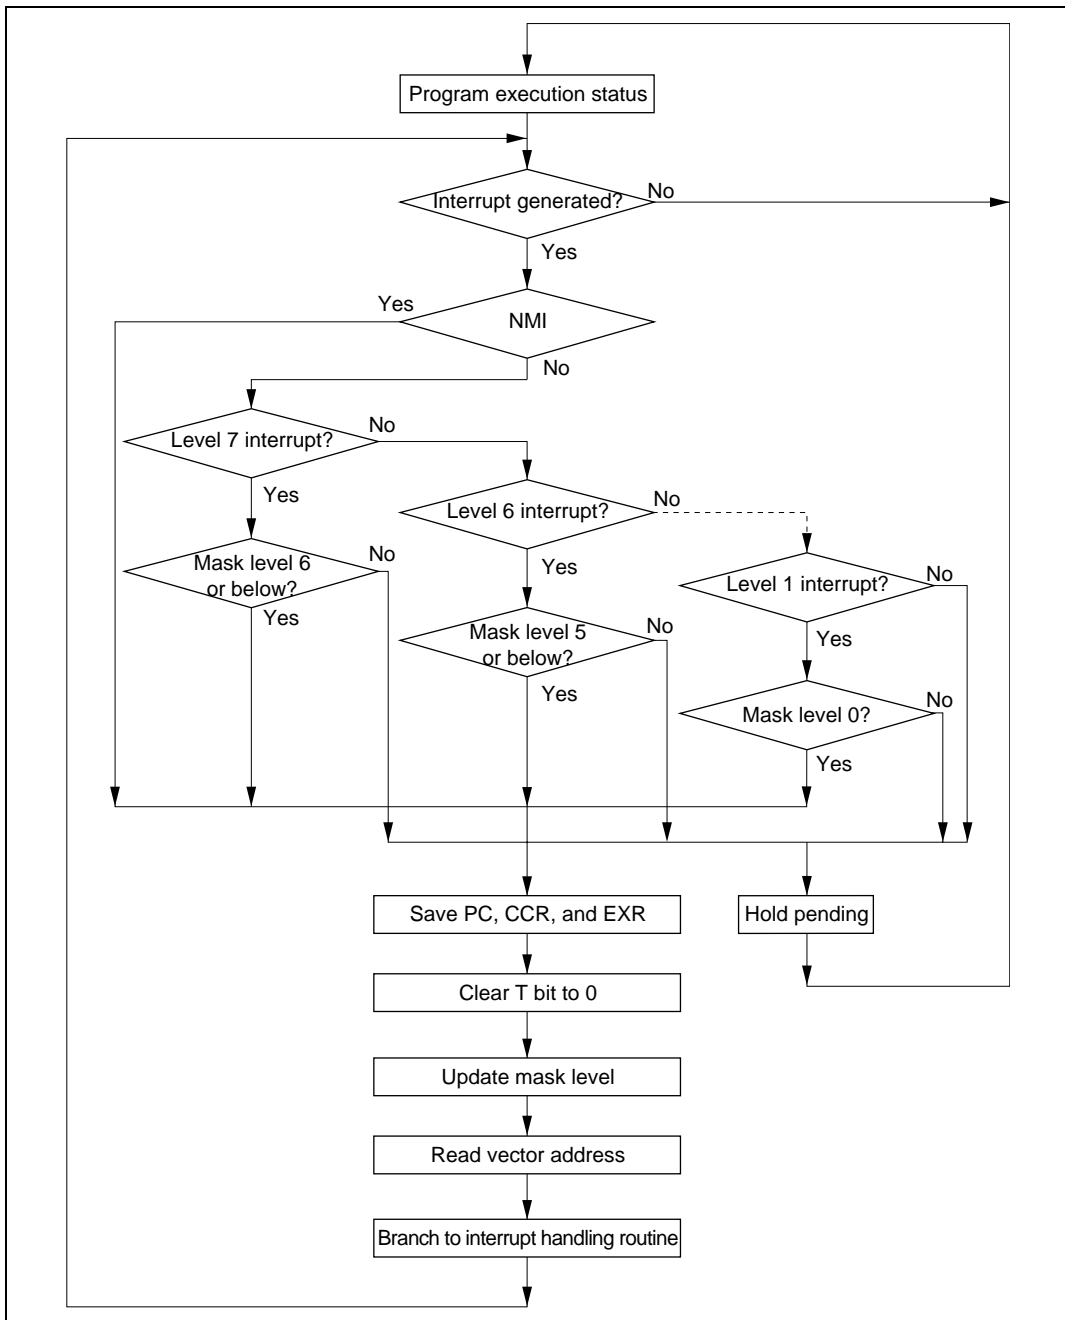 Program execution status
Interrupt generated?
No
Yes
Yes
NMI
No
Level 7 interrupt?
No
Yes
Level 6 interrupt?
No
Yes
Mask level 6
or below?
No
Yes
Level 1 interrupt?
No
Yes
Mask level 5
or below?
No
Yes
Mask level 0?
No
Yes
Save PC, CCR, and EXR
Hold pending
Clear T bit to 0
Update mask level
Read vector address
Branch to interrupt handling routine